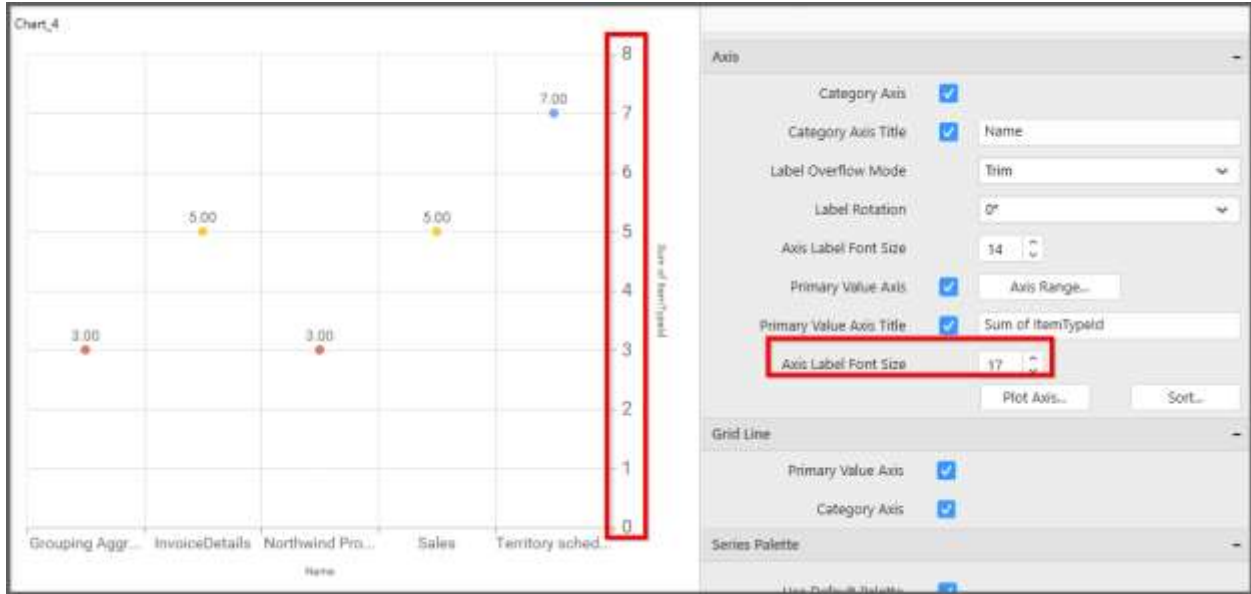 Chart_4
8
7.00
7
6
5.00
5.00
5
Sum of ItemTypeId
4
3.00
3.00
3
2
1
0
Grouping Aggr... InvoiceDetails Northwind Pro... Sales Territory sched...
Name
Axis -
Category Axis
Category Axis Title Name
Label Overflow Mode Trim
Label Rotation 0°
Axis Label Font Size 14
Primary Value Axis Axis Range...
Primary Value Axis Title Sum of ItemTypeId
Axis Label Font Size 17
Plot Axis... Sort...
Grid Line -
Primary Value Axis
Category Axis
Series Palette -
Use Default Palette